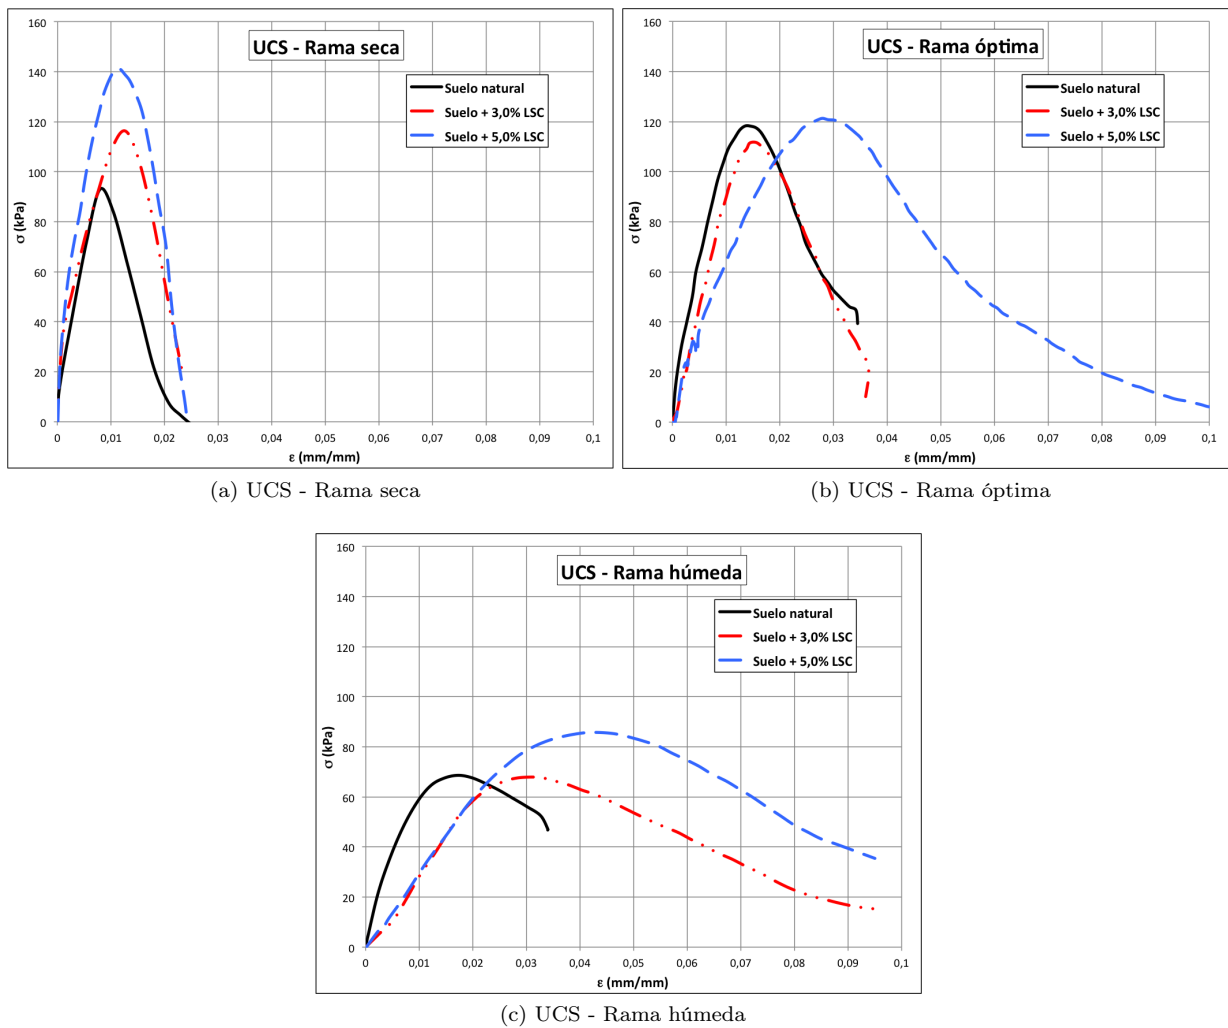 UCS - Rama seca
Suelo natural
Suelo + 3,0% LSC
Suelo + 5,0% LSC
σ (kPa)
160
140
120
100
80
60
40
20
0
0 0,01 0,02 0,03 0,04 0,05 0,06 0,07 0,08 0,09 0,1
ε (mm/mm)
(a) UCS - Rama seca
UCS - Rama óptima
Suelo natural
Suelo + 3,0% LSC
Suelo + 5,0% LSC
σ (kPa)
160
140
120
100
80
60
40
20
0
0 0,01 0,02 0,03 0,04 0,05 0,06 0,07 0,08 0,09 0,1
ε (mm/mm)
(b) UCS - Rama óptima
UCS - Rama húmeda
Suelo natural
Suelo + 3,0% LSC
Suelo + 5,0% LSC
σ (kPa)
160
140
120
100
80
60
40
20
0
0 0,01 0,02 0,03 0,04 0,05 0,06 0,07 0,08 0,09 0,1
ε (mm/mm)
(c) UCS - Rama húmeda